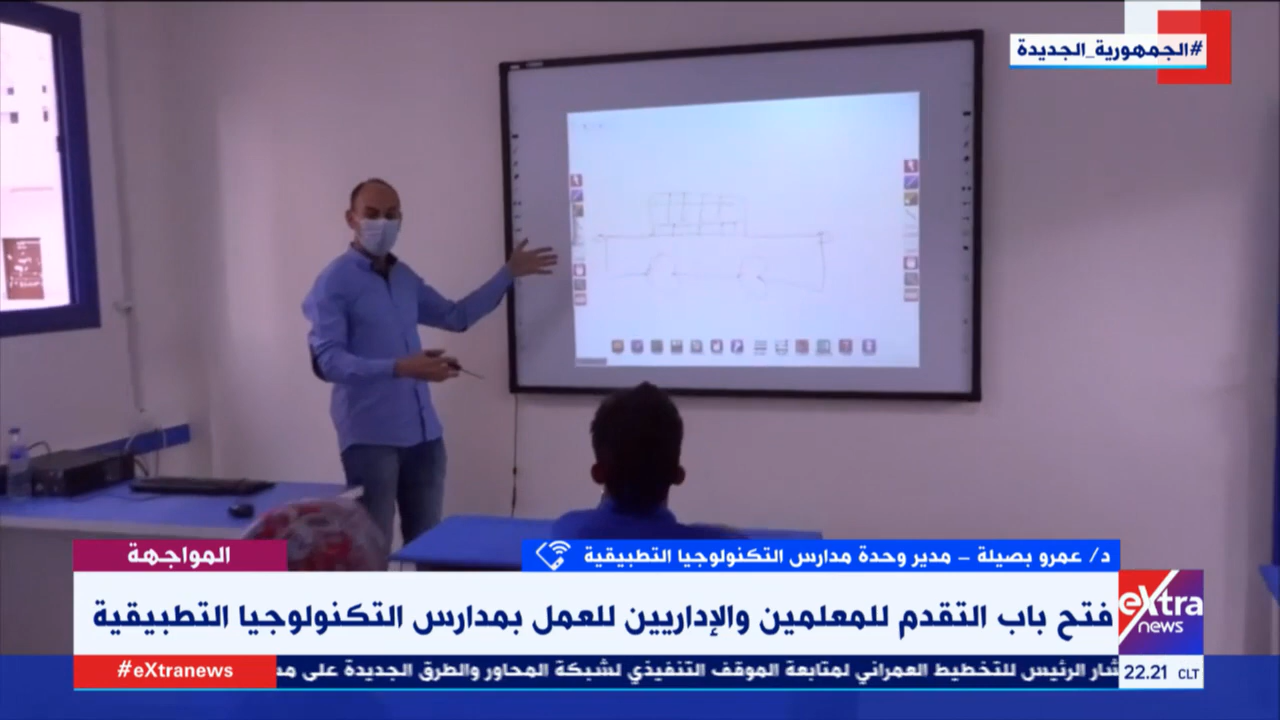 #الجمهورية_الجديدة
المواجهة
د/ عمرو بصيلة – مدير وحدة مدارس التكنولوجيا التطبيقية
فتح باب التقدم للمعلمين والإداريين للعمل بمدارس التكنولوجيا التطبيقية
eXtra
news
#eXtranews
شار الرئيس للتخطيط العمراني لمتابعة الموقف التنفيذي لشبكة المحاور والطرق الجديدة على مس
22.21 CLT